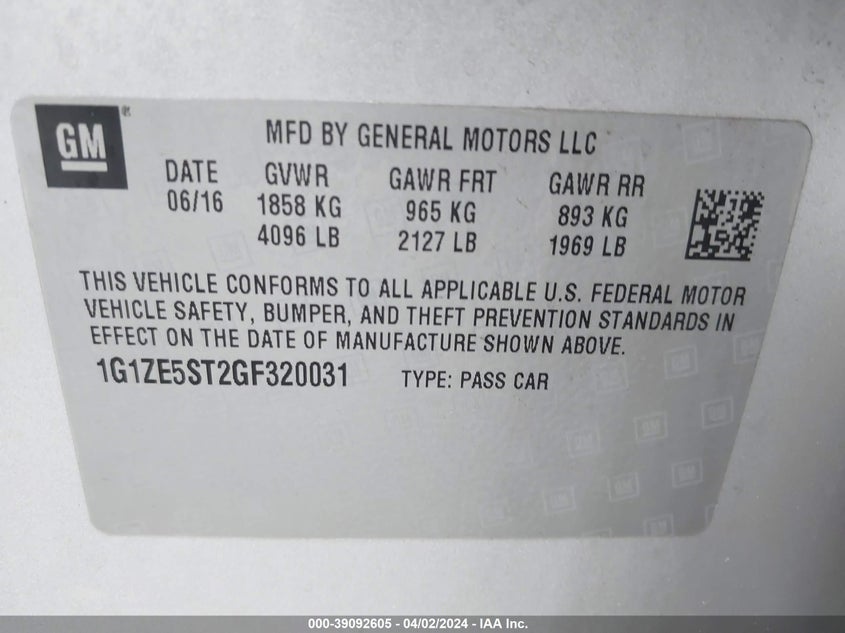 GM®
MFD BY GENERAL MOTORS LLC
DATE GVWR GAWR FRT GAWR RR
06/16 1858 KG 965 KG 893 KG
4096 LB 2127 LB 1969 LB
THIS VEHICLE CONFORMS TO ALL APPLICABLE U.S. FEDERAL MOTOR
VEHICLE SAFETY, BUMPER, AND THEFT PREVENTION STANDARDS IN
EFFECT ON THE DATE OF MANUFACTURE SHOWN ABOVE.
1G1ZE5ST2GF320031 TYPE: PASS CAR
000-39092605 - 04/02/2024 - IAA Inc.